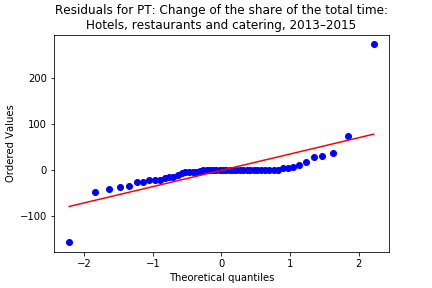 Residuals for PT: Change of the share of the total time:
Hotels, restaurants and catering, 2013–2015
Ordered Values
200
100
0
−100
−2
−1
0
1
2
Theoretical quantiles